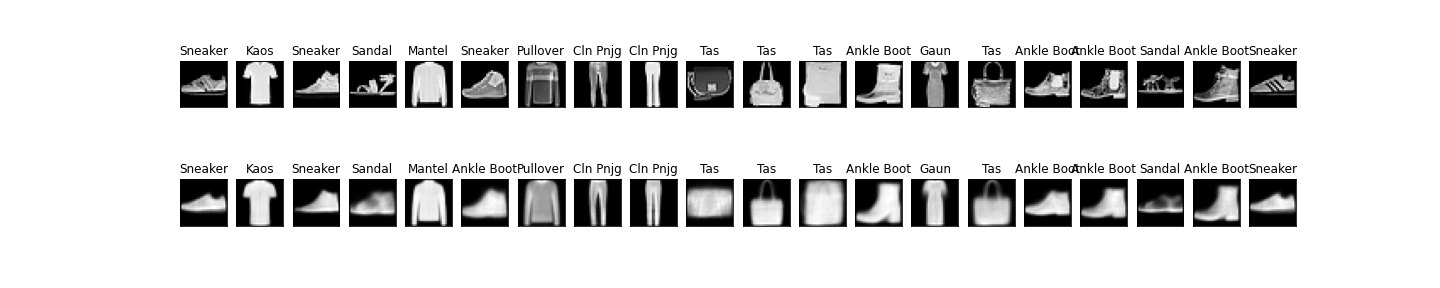 Sneaker Kaos Sneaker Sandal Mantel Sneaker Pullover Cln Pnjg Cln Pnjg Tas Tas Tas Ankle Boot Gaun Tas Ankle Boot Ankle Boot Sandal Ankle Boot Sneaker
Sneaker Kaos Sneaker Sandal Mantel Ankle Boot Pullover Cln Pnjg Cln Pnjg Tas Tas Tas Ankle Boot Gaun Tas Ankle Boot Ankle Boot Sandal Ankle Boot Sneaker